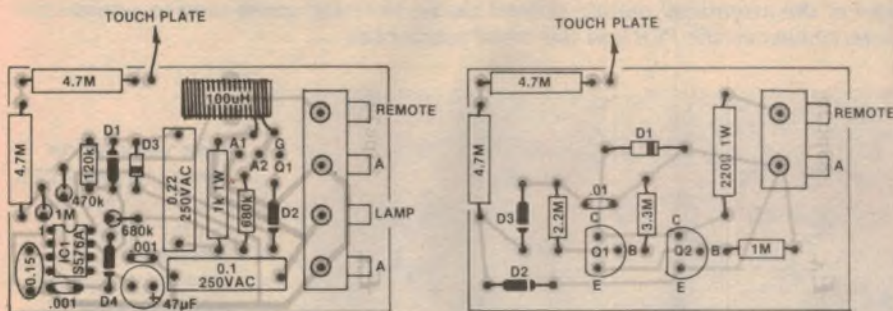 TOUCH PLATE
4.7M
100uH
REMOTE
A
LAMP
A
4.7M
120k
D1
D3
0.22
250VAC
1k 1W
A1
G
A2
Q1
680k
D2
470k
1M
680k
1
IC1
S576A
.001
0.15
.001
D4
47µF
+
0.1
250VAC
TOUCH PLATE
4.7M
REMOTE
A
4.7M
D1
220Ω 1W
.01
D3
2.2M
3.3M
C
Q1
B
E
C
Q2
B
E
1M
D2